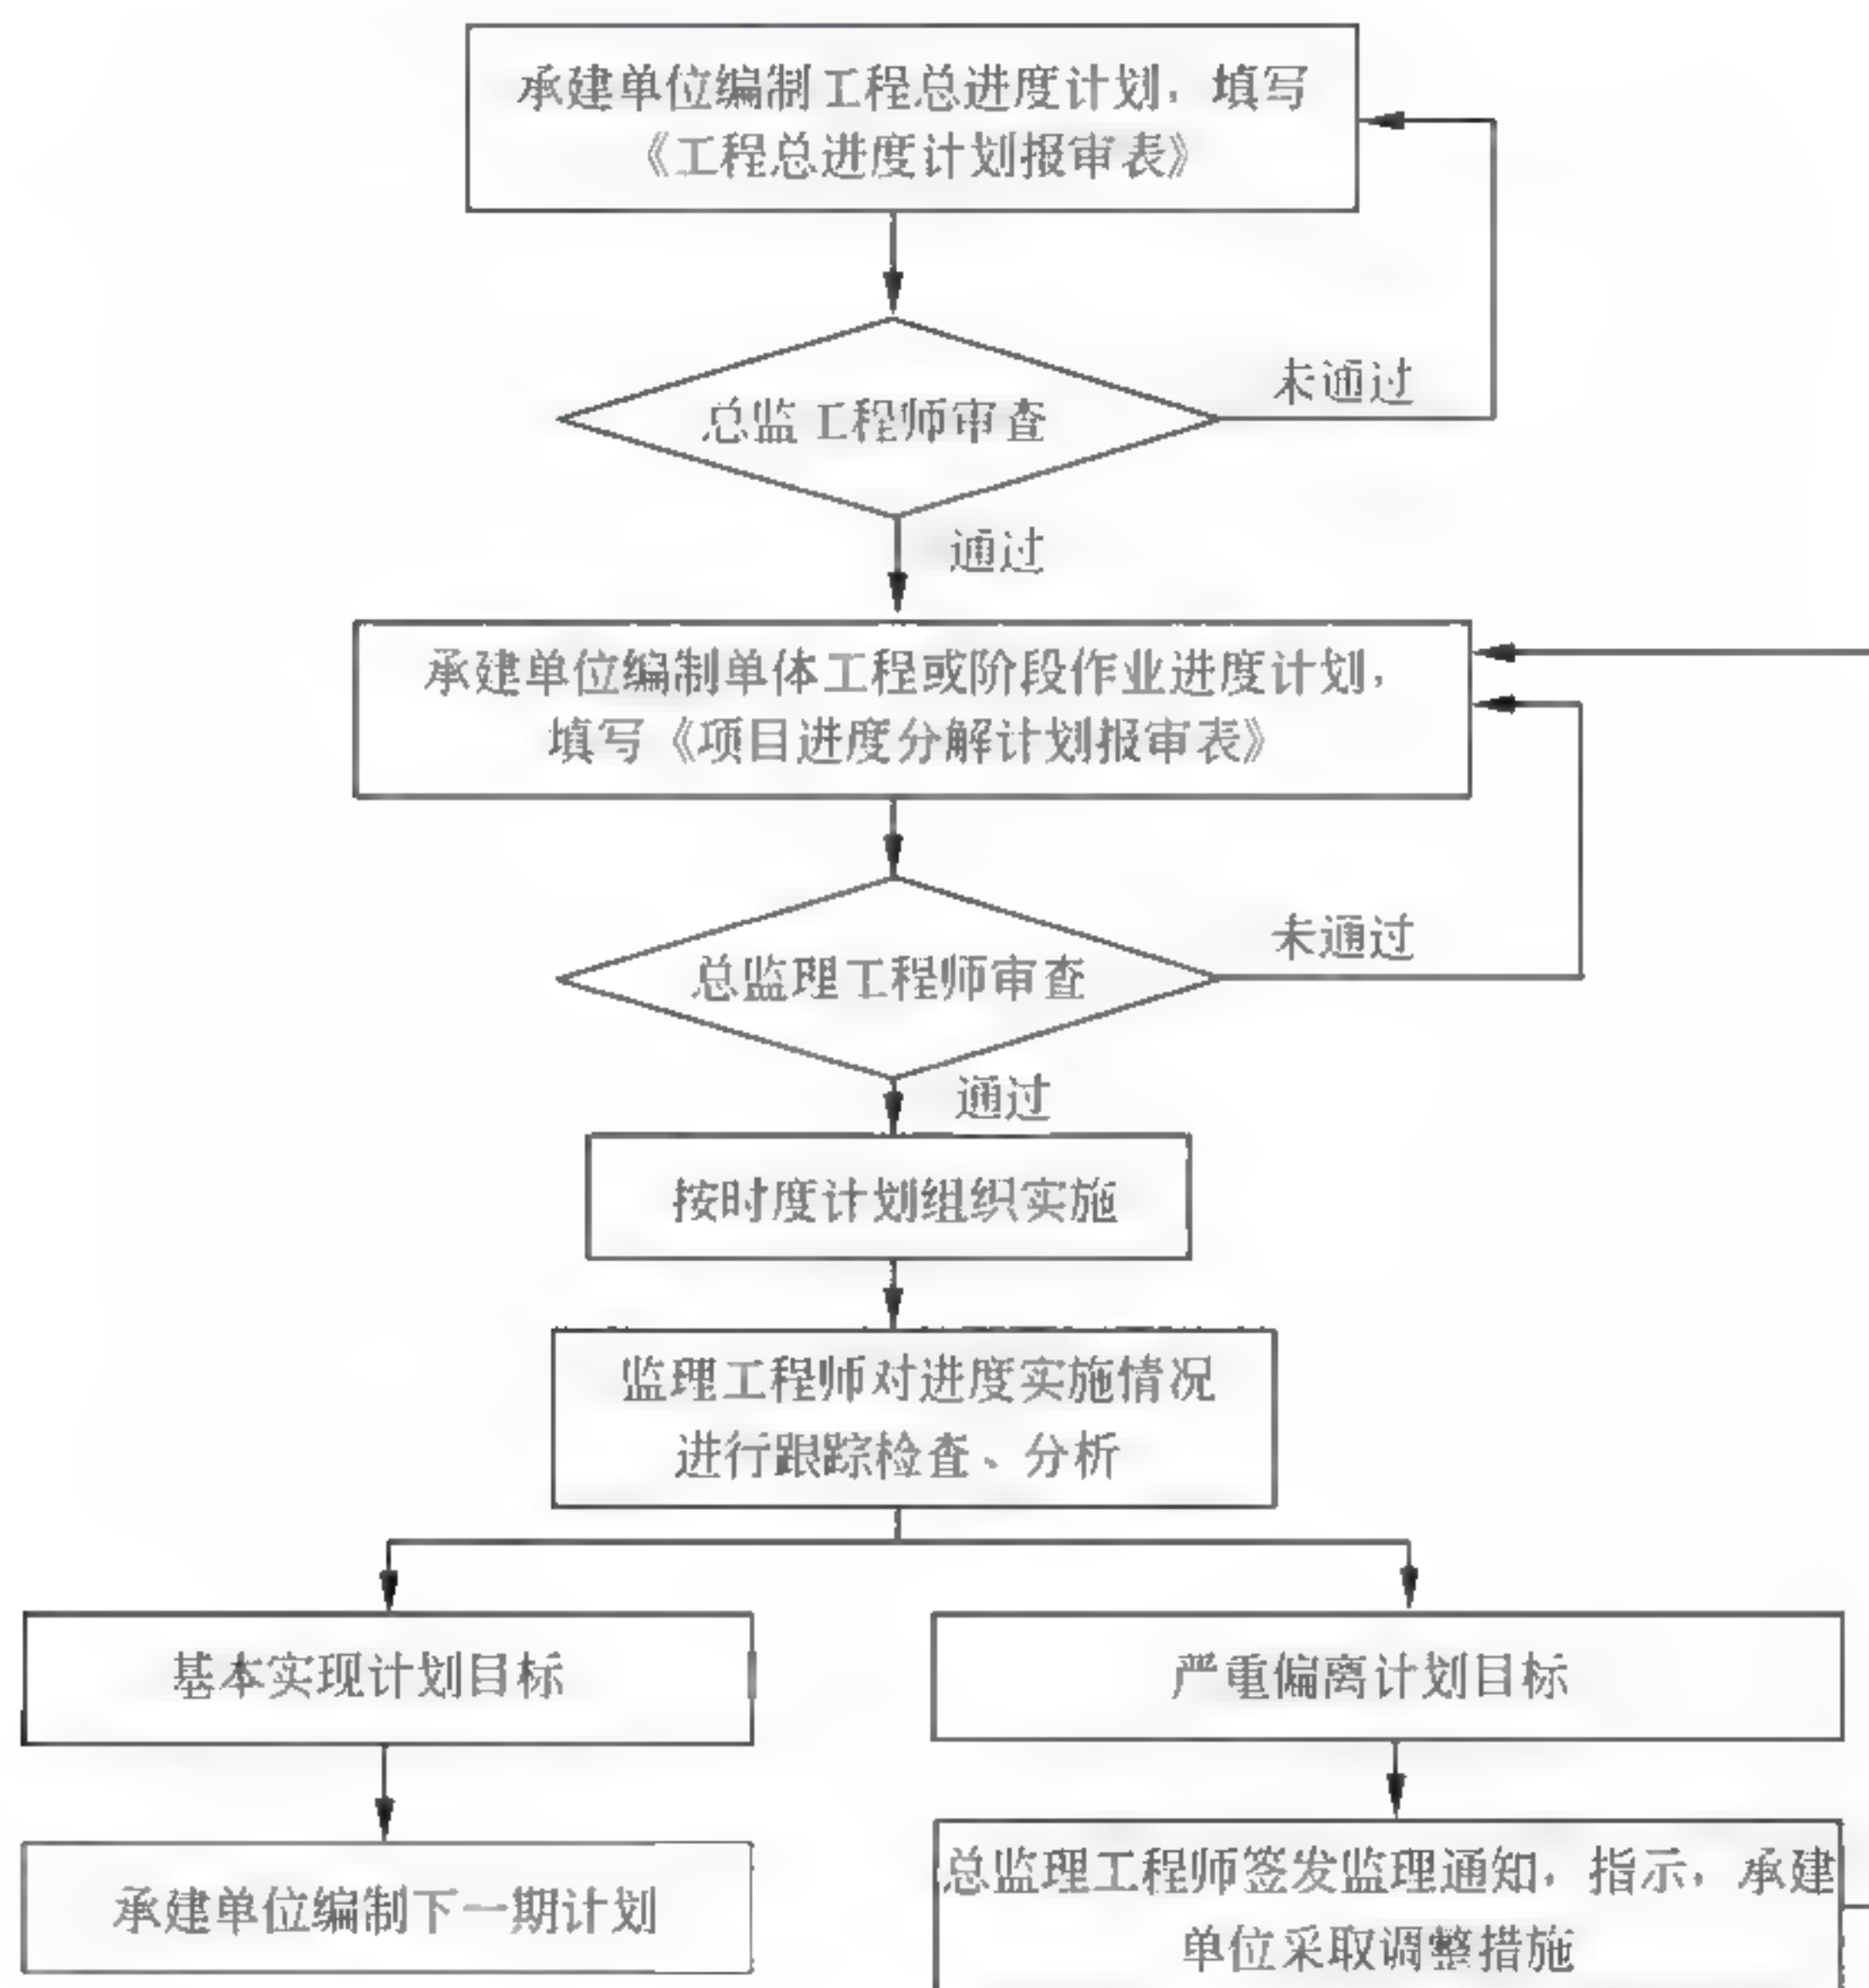 承建单位编制工程总进度计划，填写
《工程总进度计划报审表》
未通过
总监工程师审查
通过
承建单位编制单体工程或阶段作业进度计划，
填写《项目进度分解计划报审表》
未通过
总监理工程师审查
通过
按时度计划组织实施
监理工程师对进度实施情况
进行跟踪检查、分析
基本实现计划目标
严重偏离计划目标
承建单位编制下一期计划
总监理工程师签发监理通知，指示，承建
单位采取调整措施